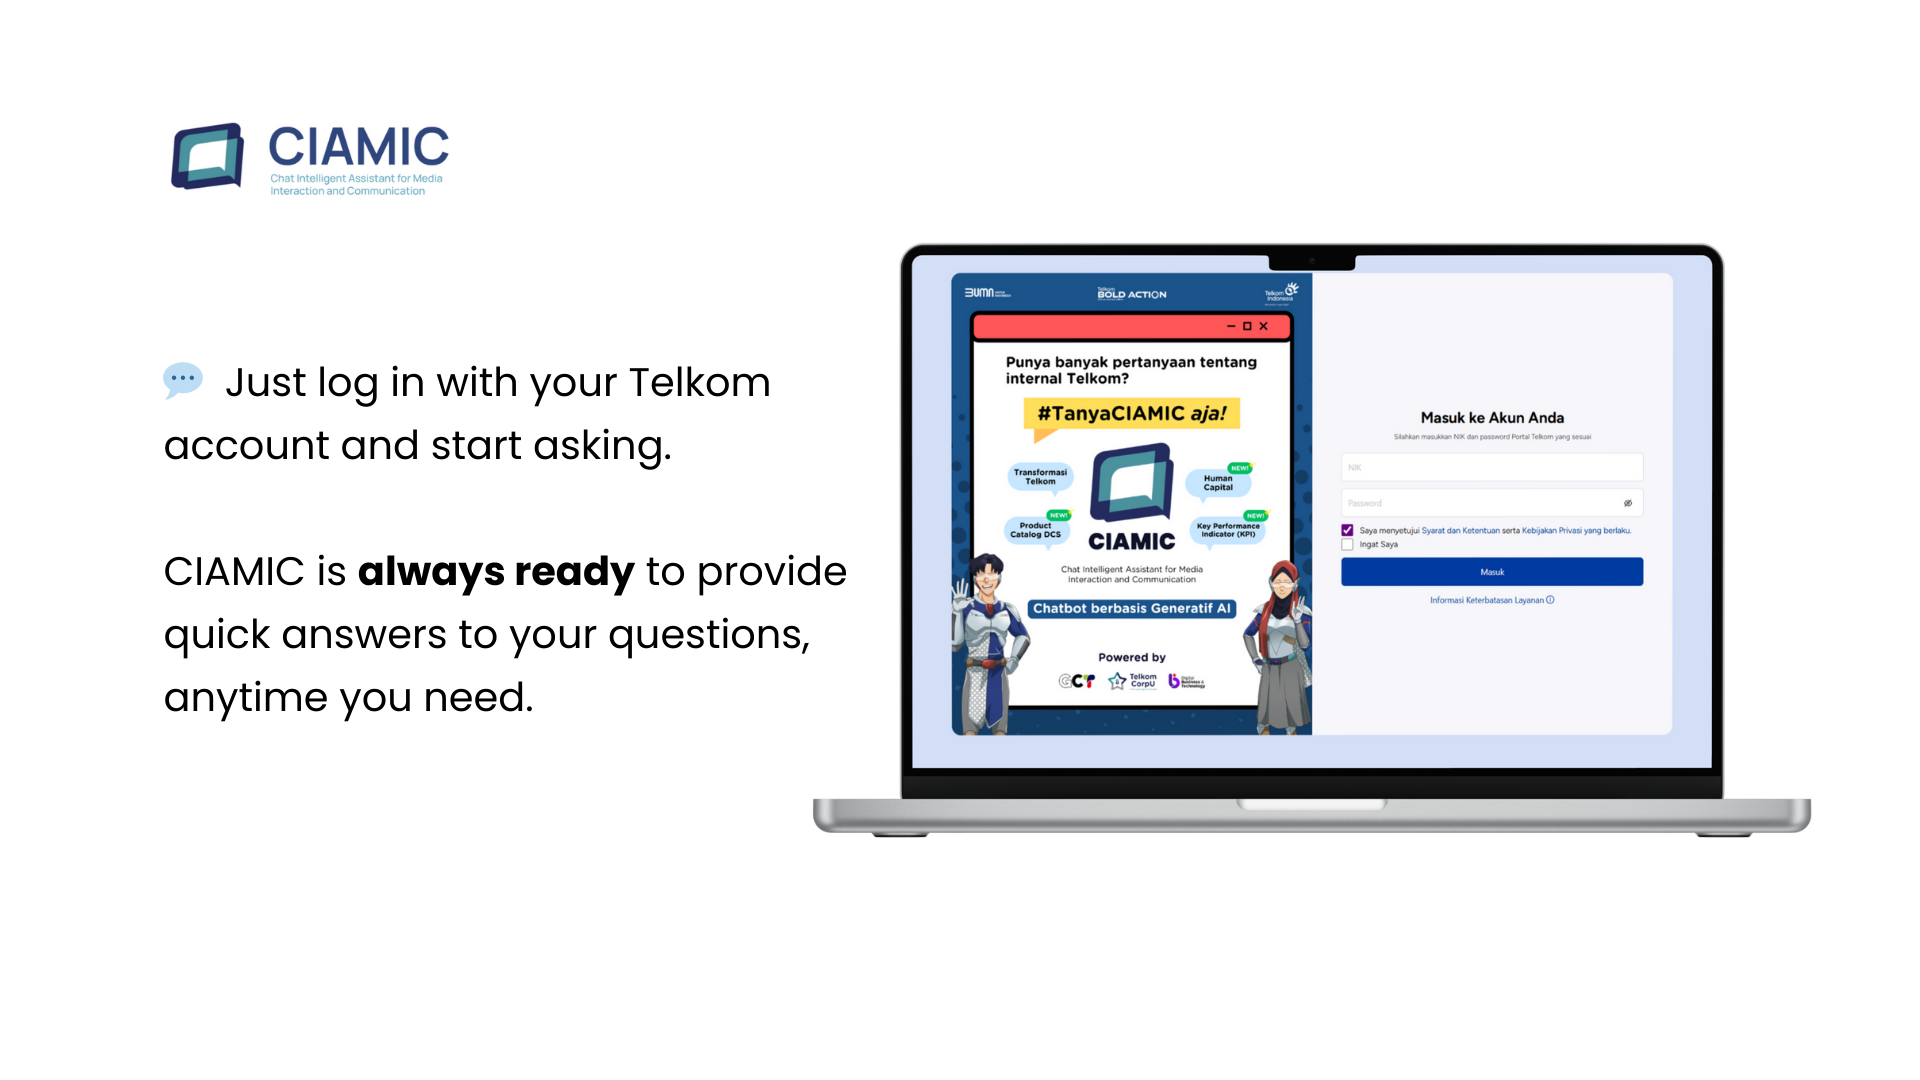 CIAMIC
Chat Intelligent Assistant for Media
Interaction and Communication
Just log in with your Telkom
account and start asking.
CIAMIC is always ready to provide
quick answers to your questions,
anytime you need.
BUMN
Telkom
BOLD ACTION
Telkom
Indonesia
Punya banyak pertanyaan tentang
internal Telkom?
#TanyaCIAMIC aja!
Transformasi
Telkom
NEW!
Human
Capital
NEW!
Product
Catalog DCS
NEW!
Key Performance
Indicator (KPI)
CIAMIC
Chat Intelligent Assistant for Media
Interaction and Communication
Chatbot berbasis Generatif AI
Powered by
GCT
Telkom
CorpU
Digital
Business &
Technology
Masuk ke Akun Anda
Silahkan masukkan NIK dan password Portal Telkom yang sesuai
NIK
Password
Saya menyetujui Syarat dan Ketentuan serta Kebijakan Privasi yang berlaku.
Ingat Saya
Masuk
Informasi Keterbatasan Layanan